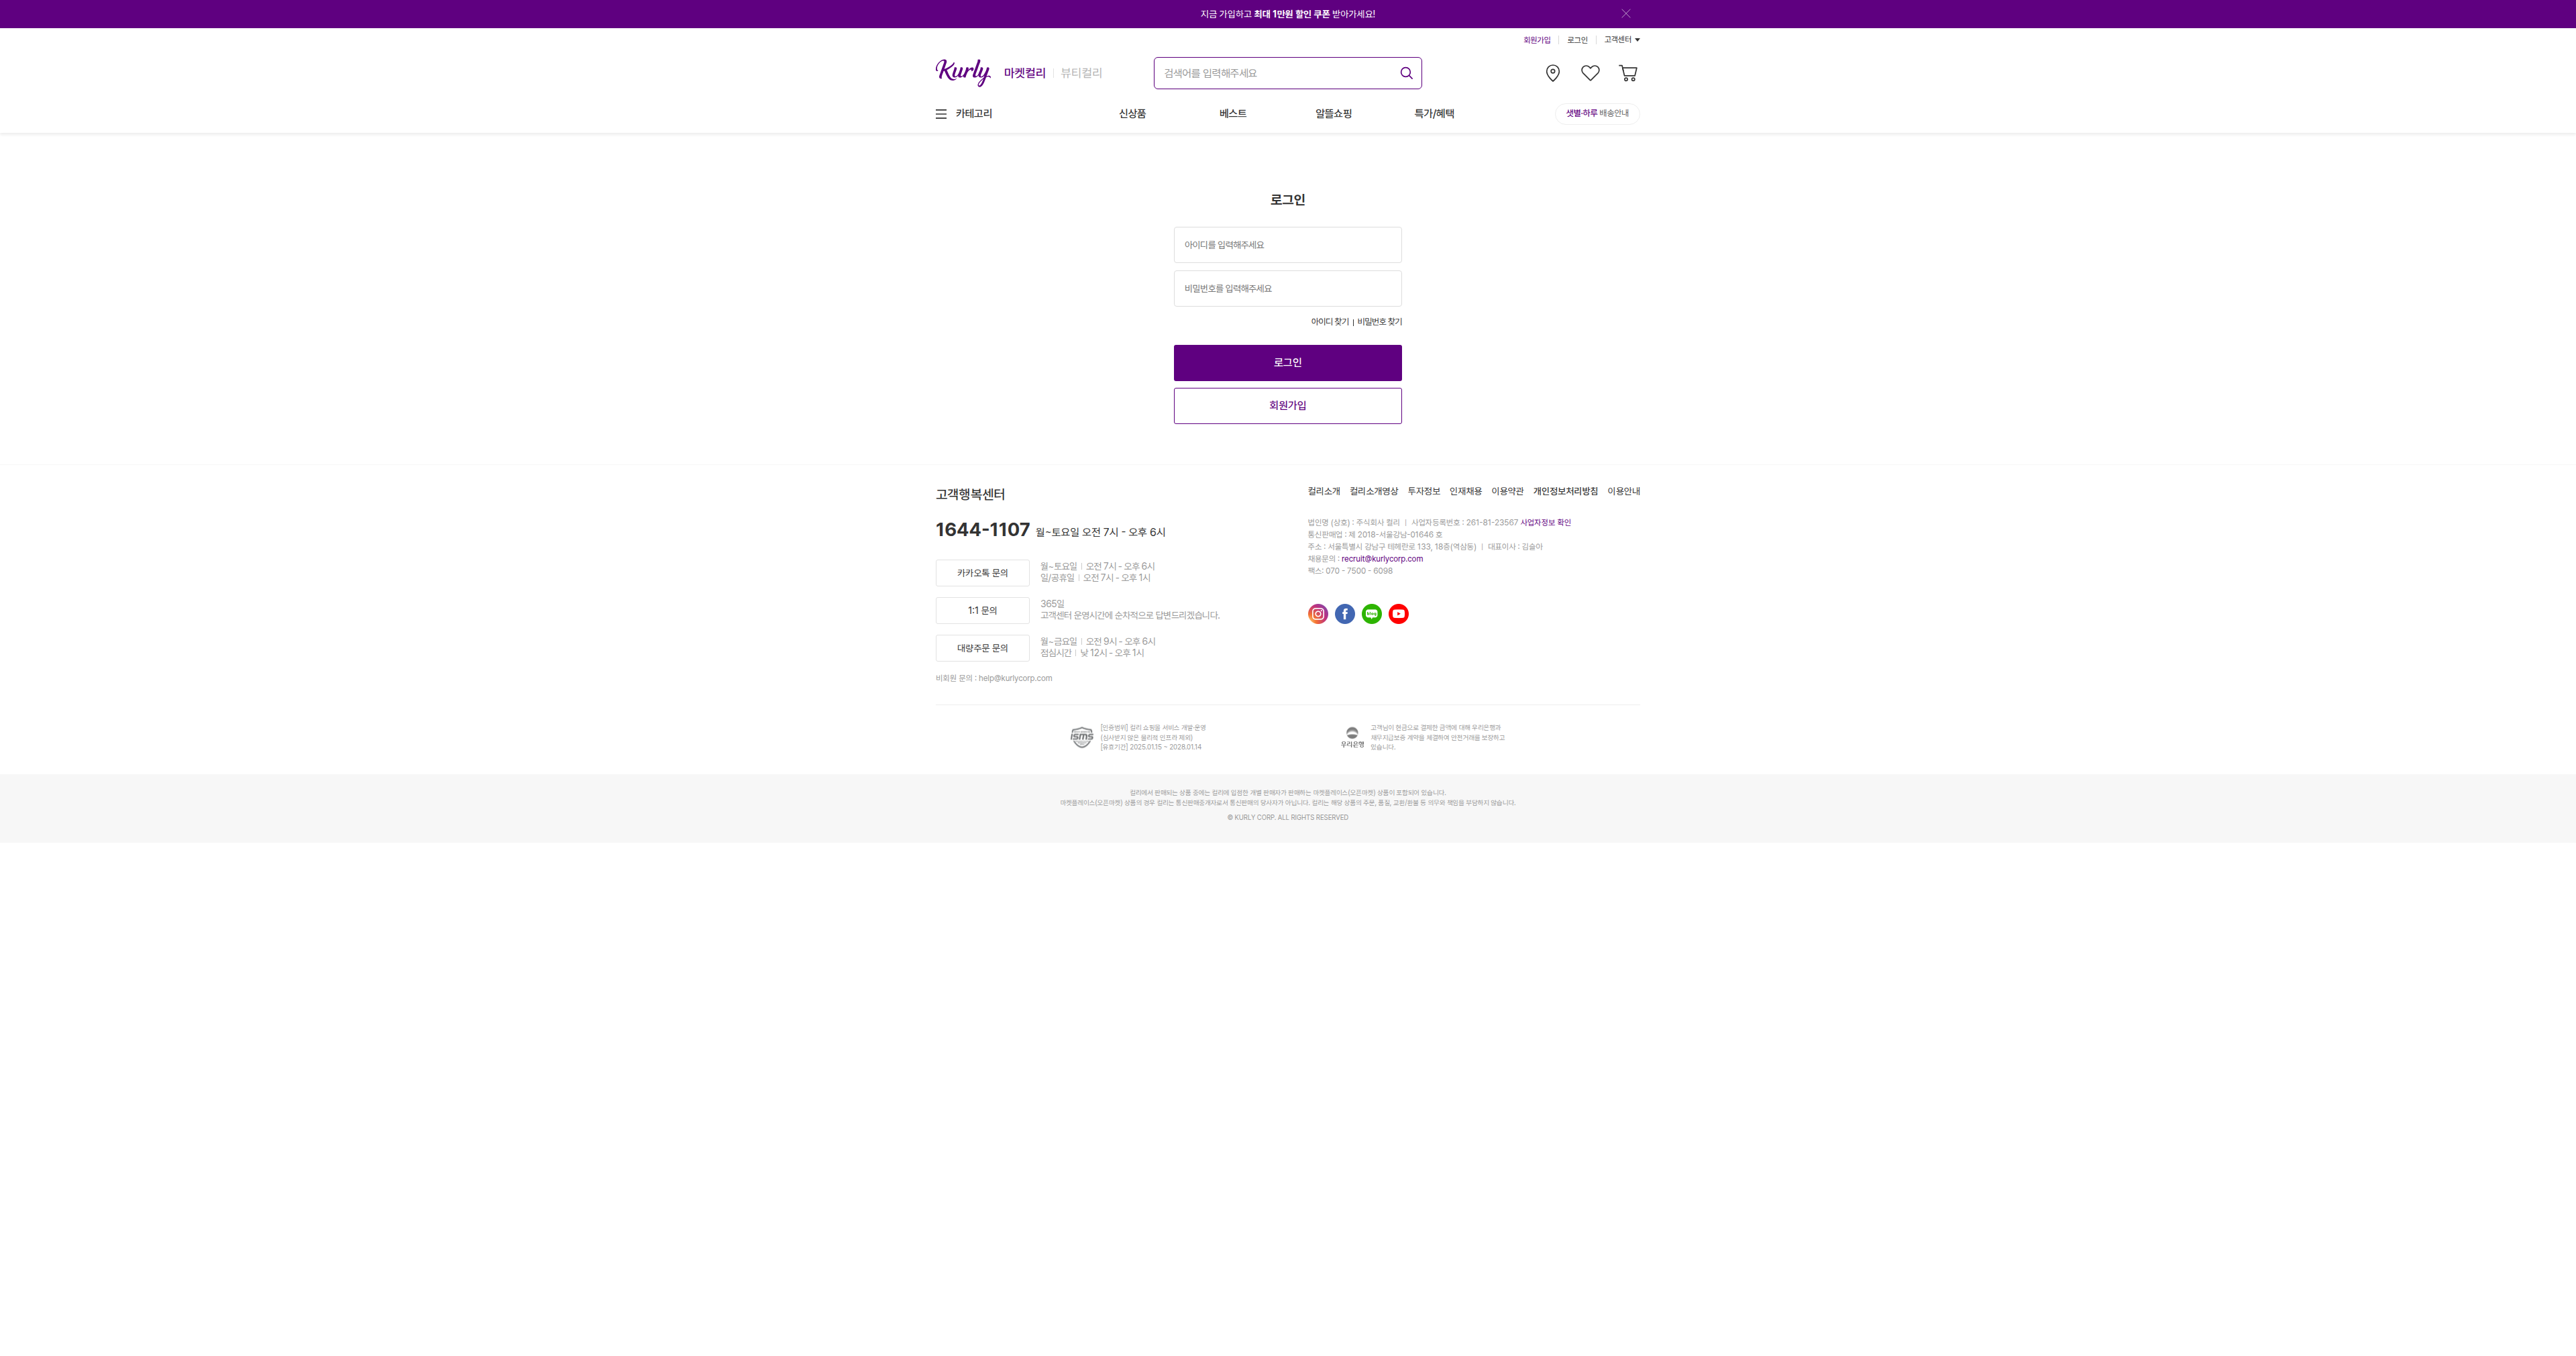 지금 가입하고 최대 1만원 할인 쿠폰 받아가세요!
회원가입 로그인 고객센터
Kurly 마켓컬리 뷰티컬리 검색어를 입력해주세요
카테고리 신상품 베스트 알뜰쇼핑 특가/혜택 샛별·하루 배송안내
로그인
아이디를 입력해주세요
비밀번호를 입력해주세요
아이디 찾기 | 비밀번호 찾기
로그인
회원가입
고객행복센터
1644-1107 월~토요일 오전 7시 - 오후 6시
카카오톡 문의
월~토요일 | 오전 7시 - 오후 6시
일/공휴일 | 오전 7시 - 오후 1시
1:1 문의
365일
고객센터 운영시간에 순차적으로 답변드리겠습니다.
대량주문 문의
월~금요일 | 오전 9시 - 오후 6시
점심시간 | 낮 12시 - 오후 1시
비회원 문의 : help@kurlycorp.com
컬리소개 컬리소개영상 투자정보 인재채용 이용약관 개인정보처리방침 이용안내
법인명 (상호) : 주식회사 컬리 | 사업자등록번호 : 261-81-23567 사업자정보 확인
통신판매업 : 제 2018-서울강남-01646 호
주소 : 서울특별시 강남구 테헤란로 133, 18층(역삼동) | 대표이사 : 김슬아
채용문의 : recruit@kurlycorp.com
팩스: 070 - 7500 - 6098
blog
isms
[인증범위] 컬리 쇼핑몰 서비스 개발·운영
(심사받지 않은 물리적 인프라 제외)
[유효기간] 2025.01.15 ~ 2028.01.14
우리은행
고객님이 현금으로 결제한 금액에 대해 우리은행과
채무지급보증 계약을 체결하여 안전거래를 보장하고
있습니다.
컬리에서 판매되는 상품 중에는 컬리에 입점한 개별 판매자가 판매하는 마켓플레이스(오픈마켓) 상품이 포함되어 있습니다.
마켓플레이스(오픈마켓) 상품의 경우 컬리는 통신판매중개자로서 통신판매의 당사자가 아닙니다. 컬리는 해당 상품의 주문, 품질, 교환/환불 등 의무와 책임을 부담하지 않습니다.
© KURLY CORP. ALL RIGHTS RESERVED